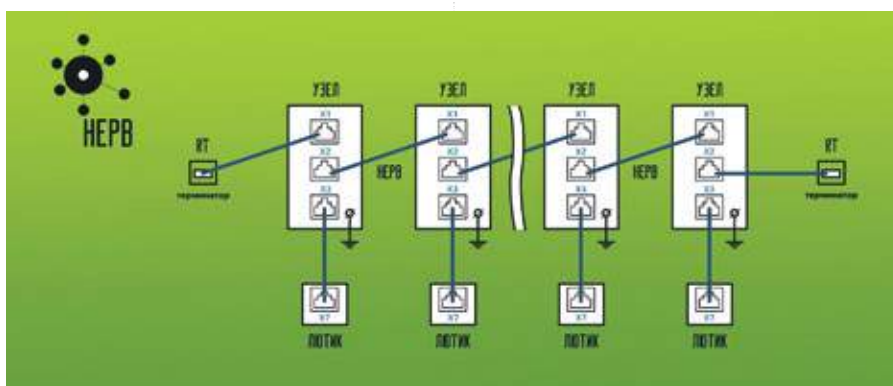 УЗЕЛ УЗЕЛ УЗЕЛ УЗЕЛ
X1 X1 X1 X1
НЕРВ
RT X2 X2 X2 X2 RT
НЕРВ НЕРВ
терминатор X3 X3 X3 X3 терминатор
X7 X7 X7 X7
ЛЮТИК ЛЮТИК ЛЮТИК ЛЮТИК